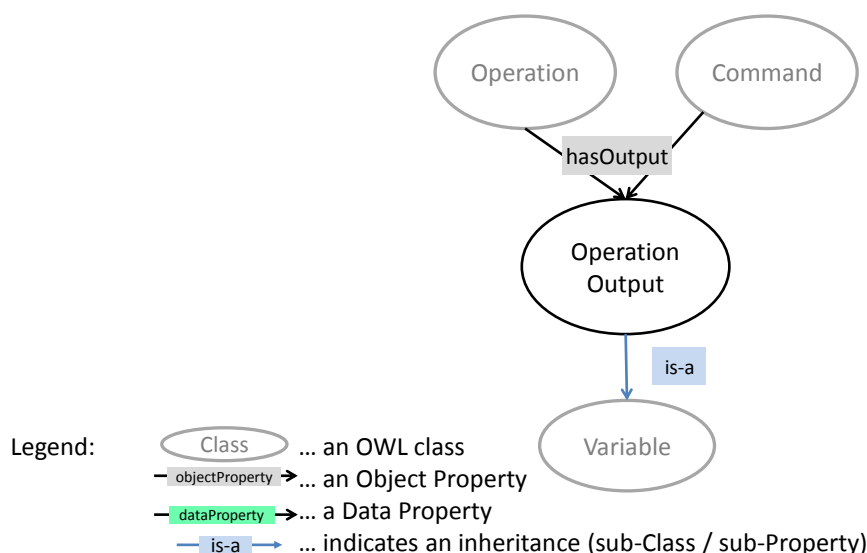 Operation
Command
hasOutput
Operation
Output
is-a
Variable
Legend:
Class ... an OWL class
objectProperty ... an Object Property
dataProperty ... a Data Property
is-a ... indicates an inheritance (sub-Class / sub-Property)